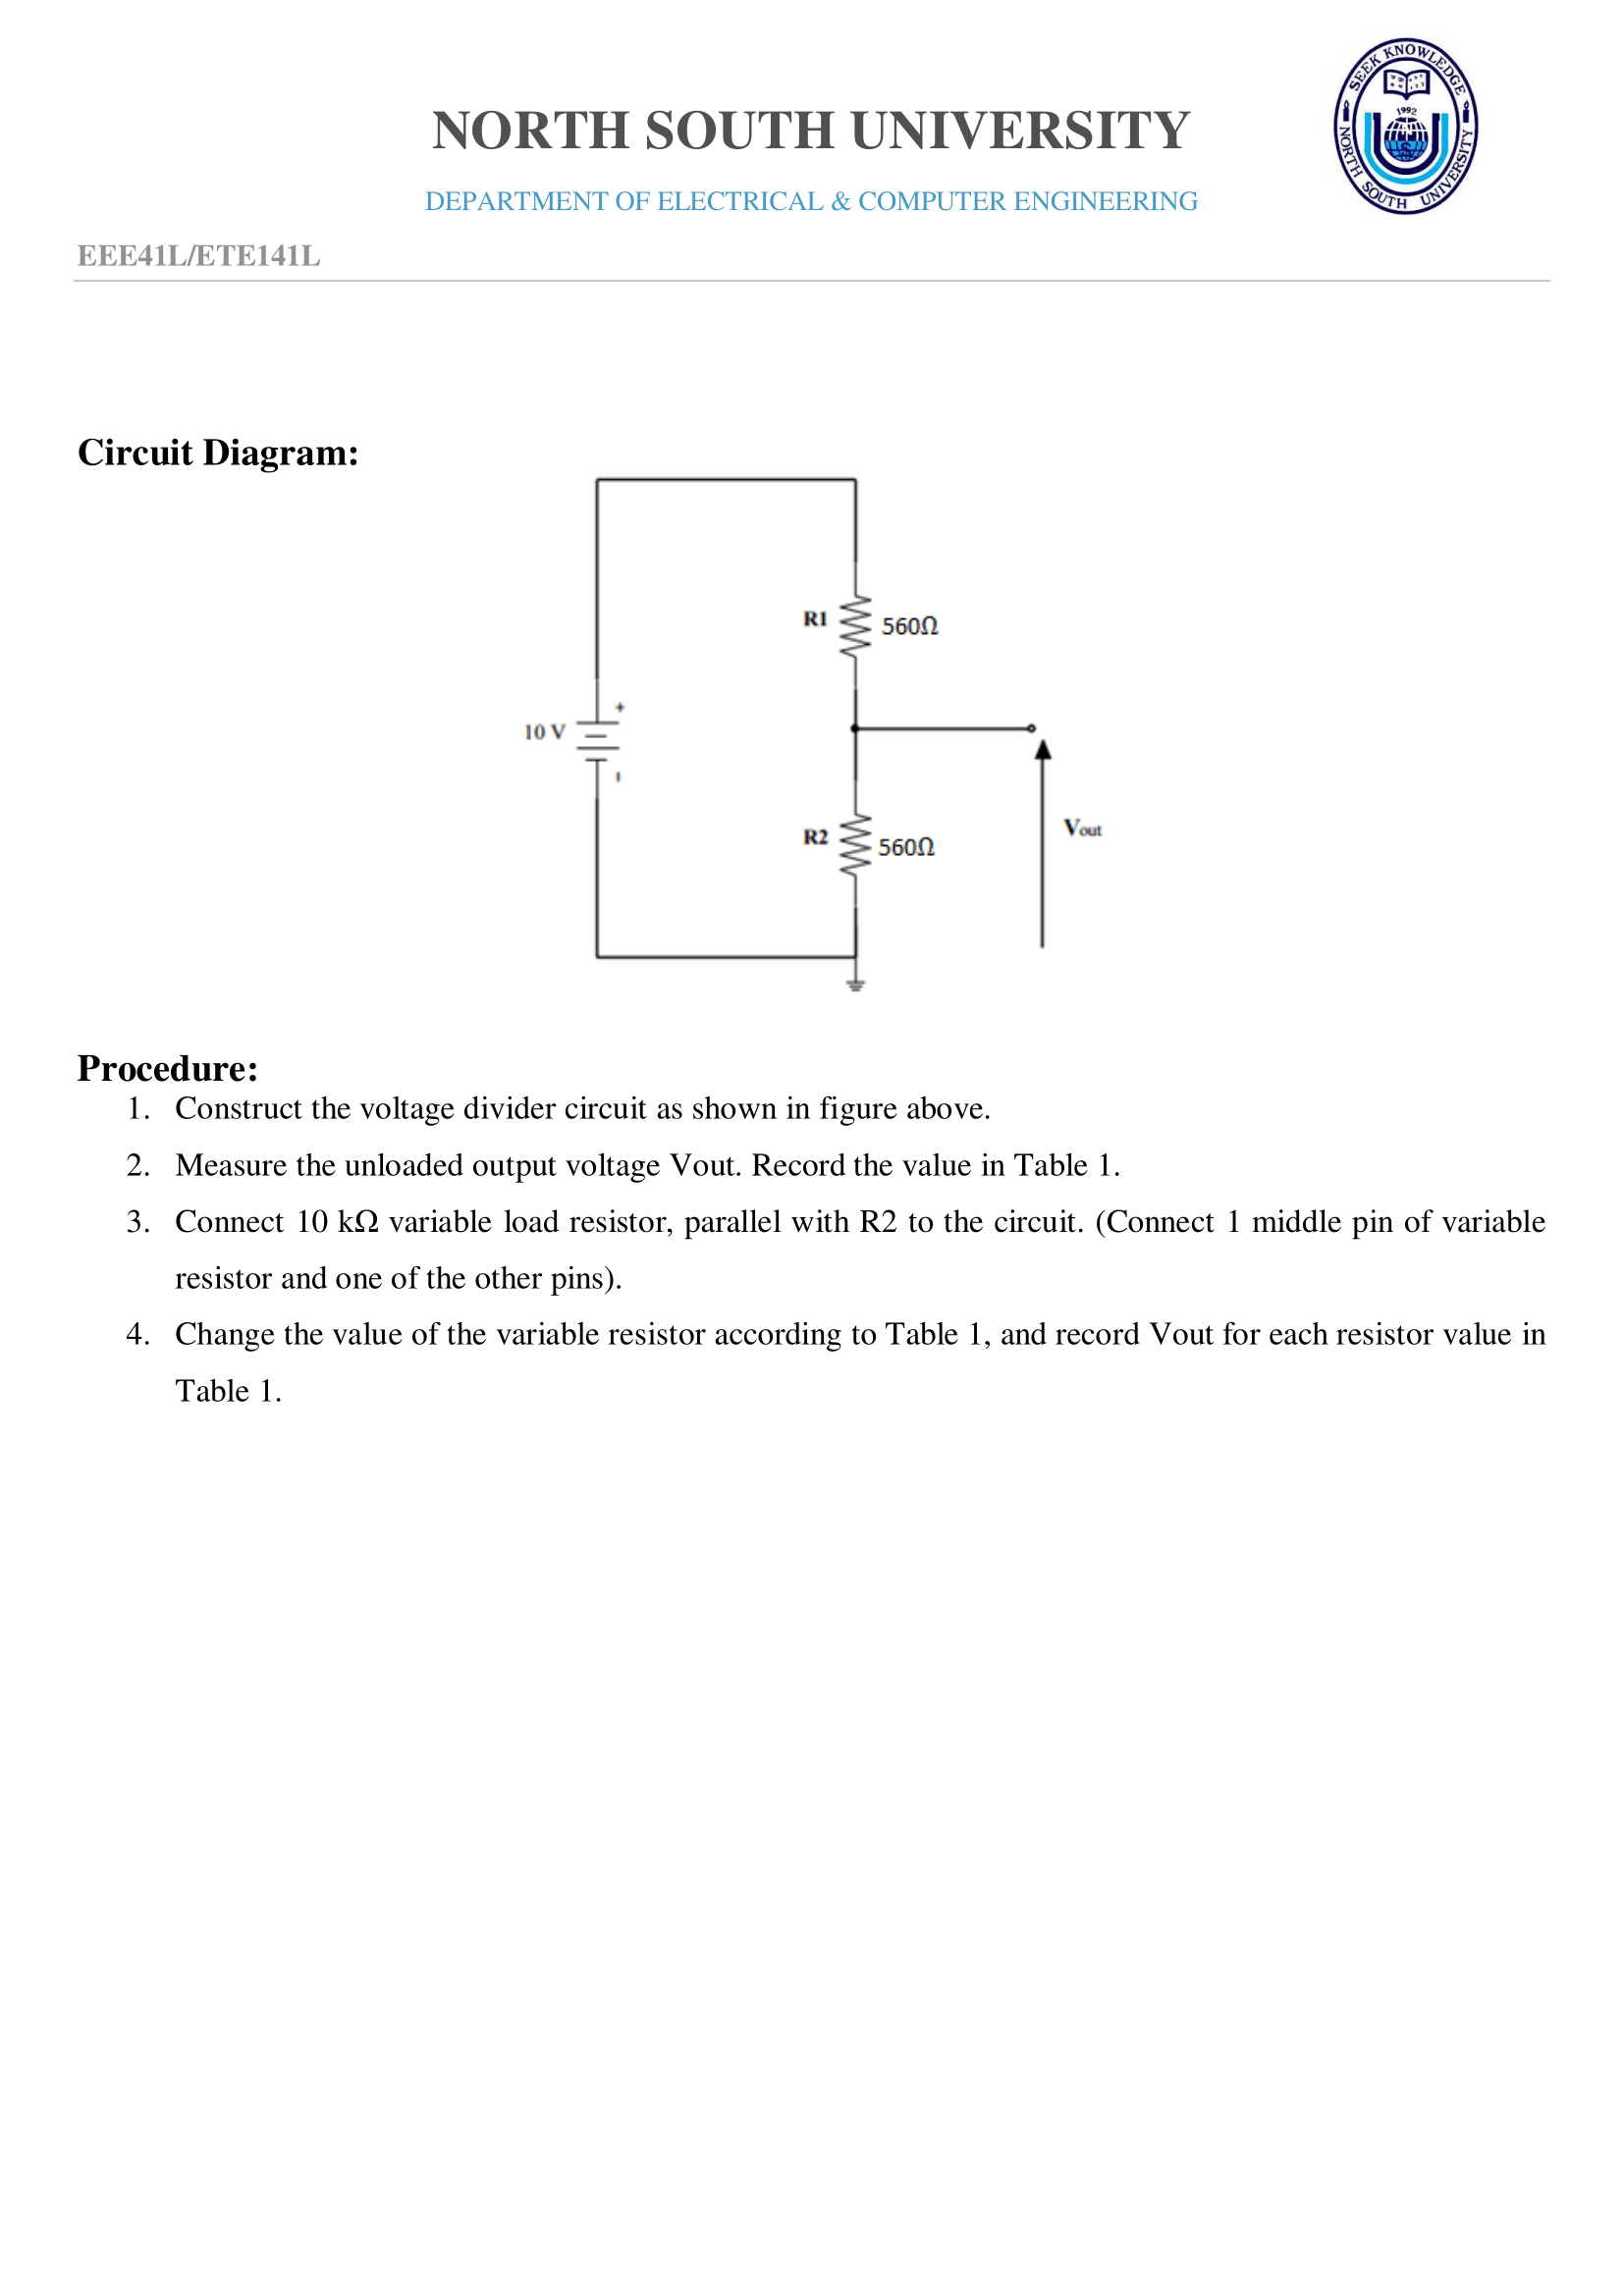 SEEK KNOWLEDGE
1992
NORTH SOUTH UNIVERSITY
NORTH SOUTH UNIVERSITY
DEPARTMENT OF ELECTRICAL & COMPUTER ENGINEERING
EEE41L/ETE141L
Circuit Diagram:
R1 560Ω
+
10 V
-
Vout
R2 560Ω
Procedure:
1. Construct the voltage divider circuit as shown in figure above.
2. Measure the unloaded output voltage Vout. Record the value in Table 1.
3. Connect 10 kΩ variable load resistor, parallel with R2 to the circuit. (Connect 1 middle pin of variable
resistor and one of the other pins).
4. Change the value of the variable resistor according to Table 1, and record Vout for each resistor value in
Table 1.